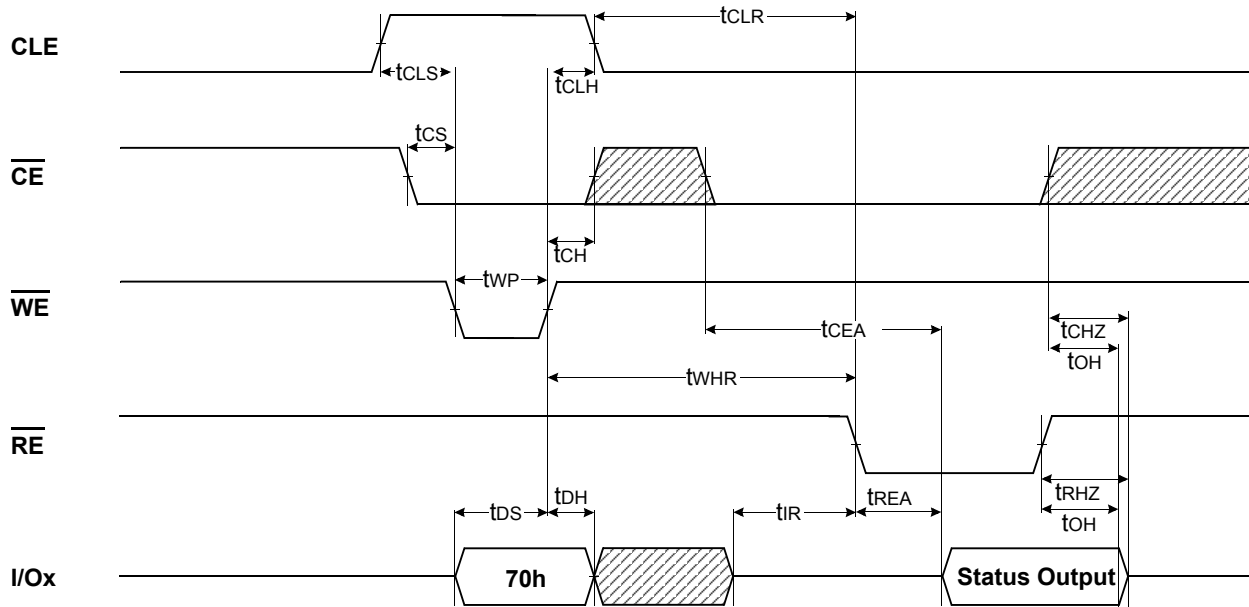 CLE
tCLR
tCLS
tCLH
CE
tCS
tCH
WE
tWP
tCEA
tCHZ
tOH
tWHR
RE
tDS
tDH
tIR
tREA
tRHZ
tOH
I/Ox
70h
Status Output